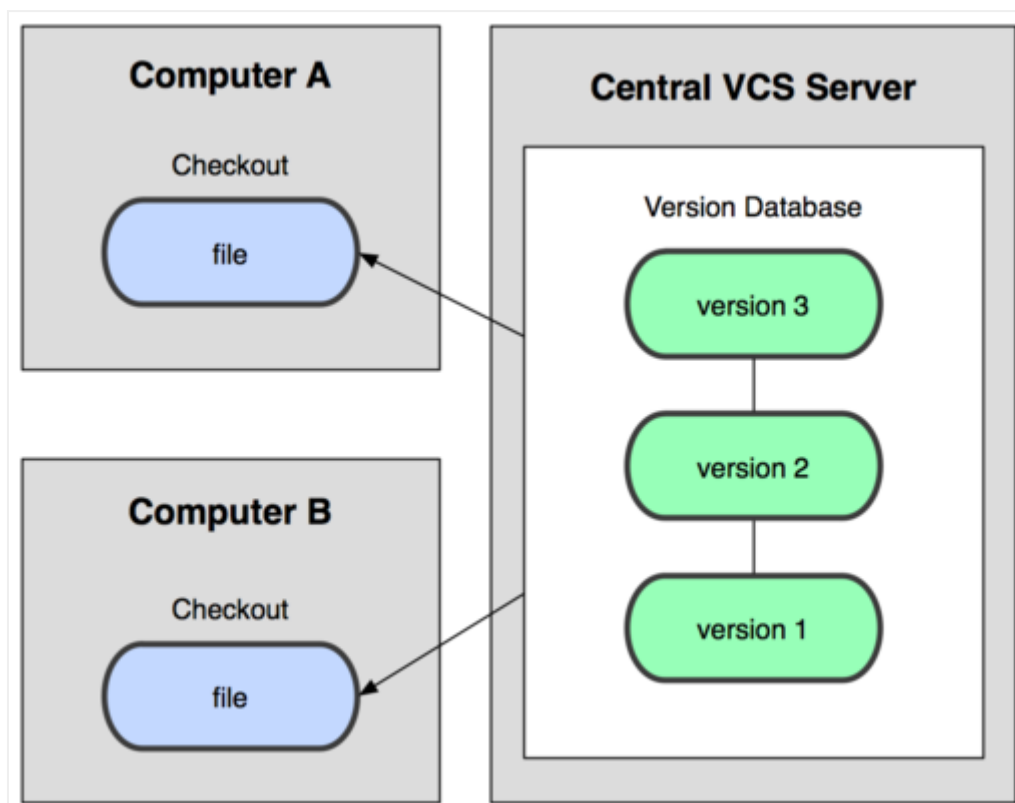 Computer A
Checkout
file
Computer B
Checkout
file
Central VCS Server
Version Database
version 3
version 2
version 1